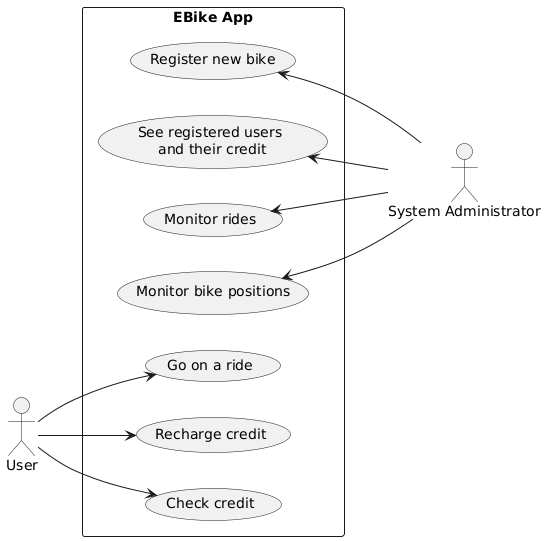 EBike App
Register new bike
See registered users
and their credit
Monitor rides
Monitor bike positions
Go on a ride
Recharge credit
Check credit
System Administrator
User